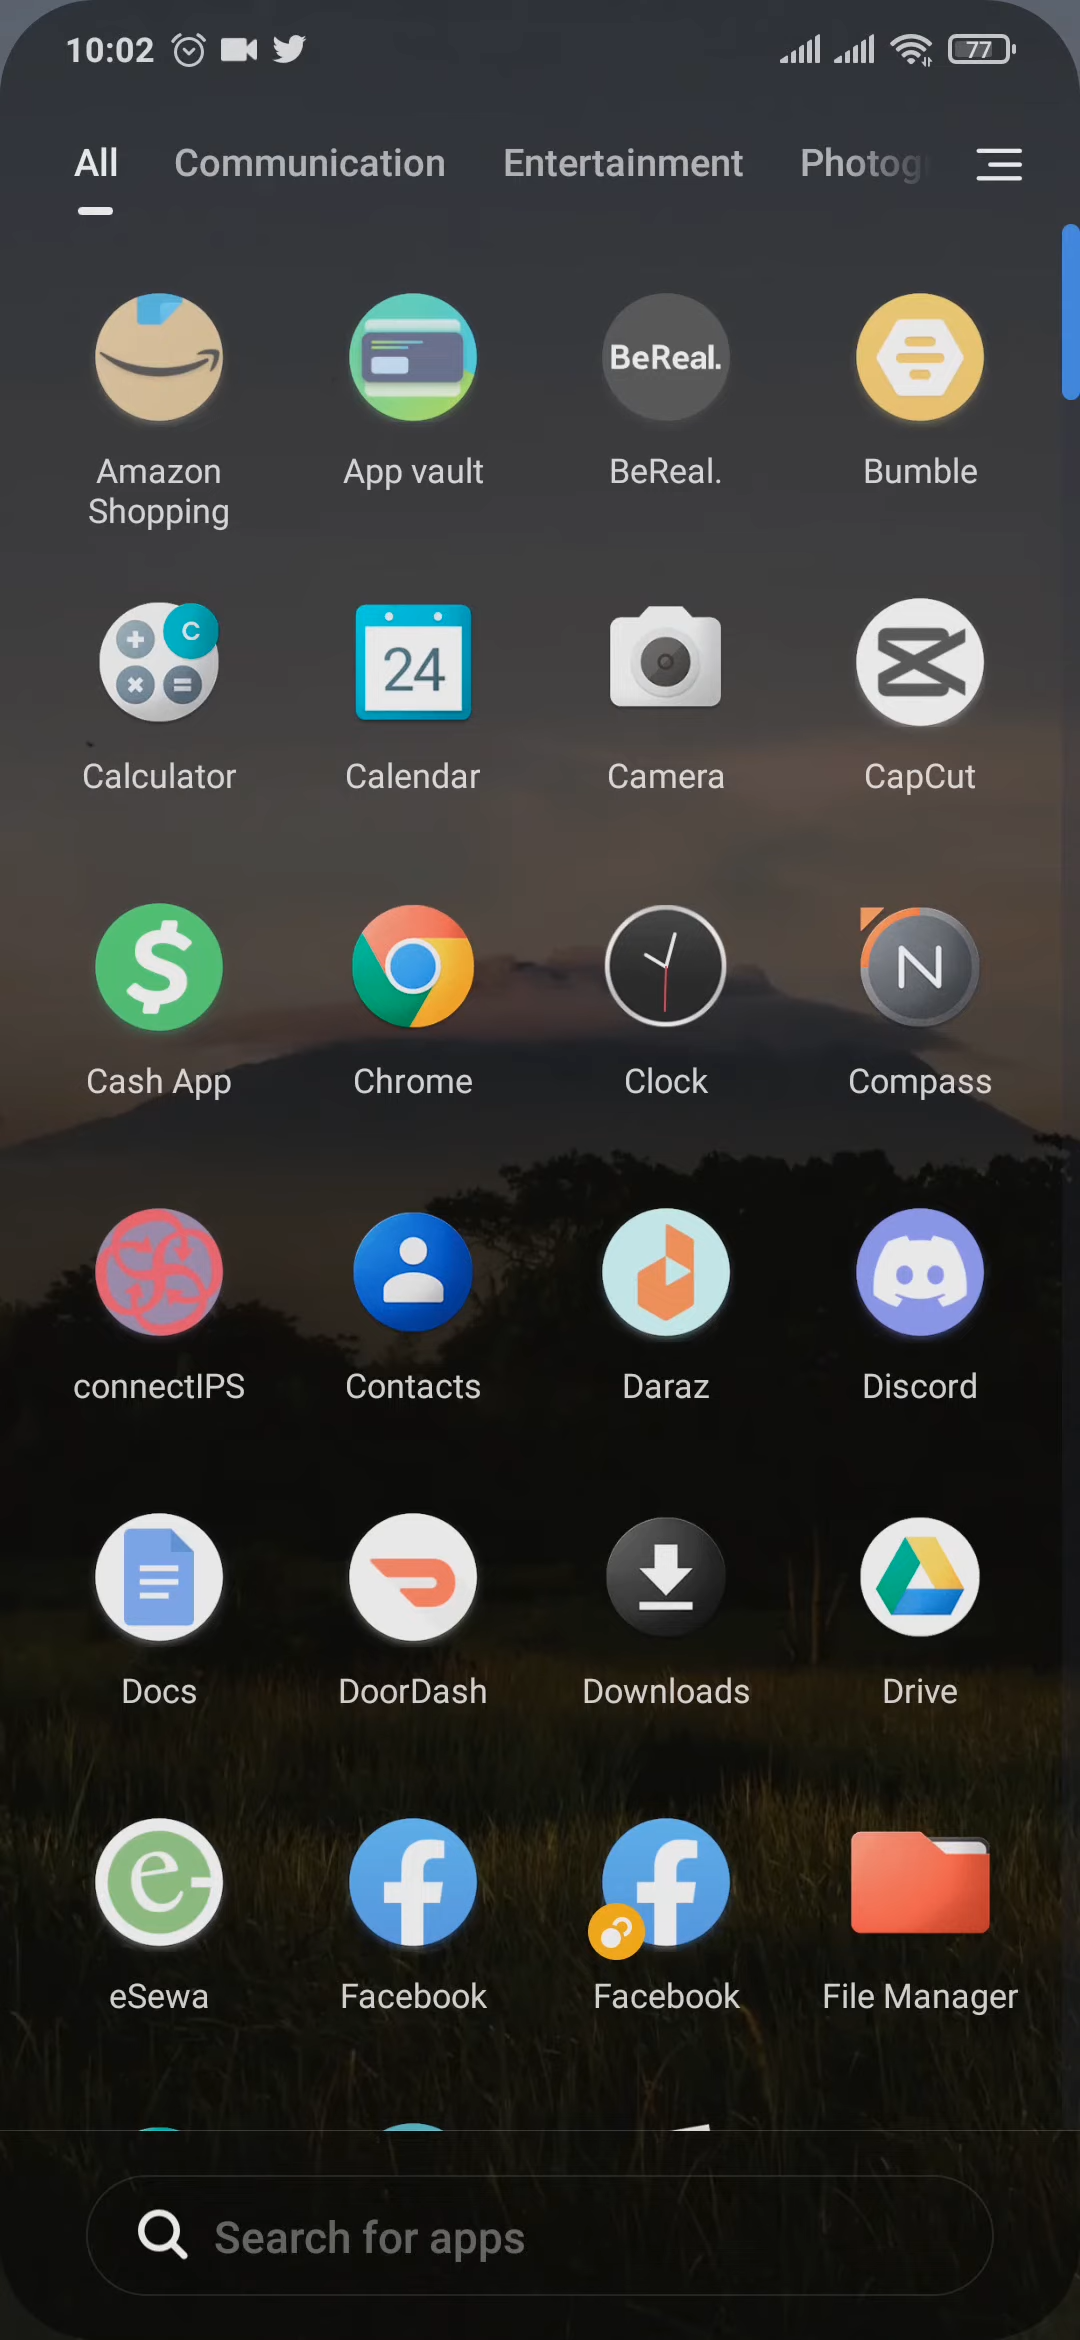 10:02 77
All Communication Entertainment Photog
BeReal.
Amazon App vault BeReal. Bumble
Shopping
C
24
Calculator Calendar Camera CapCut
N
Cash App Chrome Clock Compass
connectIPS Contacts Daraz Discord
Docs DoorDash Downloads Drive
e
eSewa Facebook Facebook File Manager
Search for apps